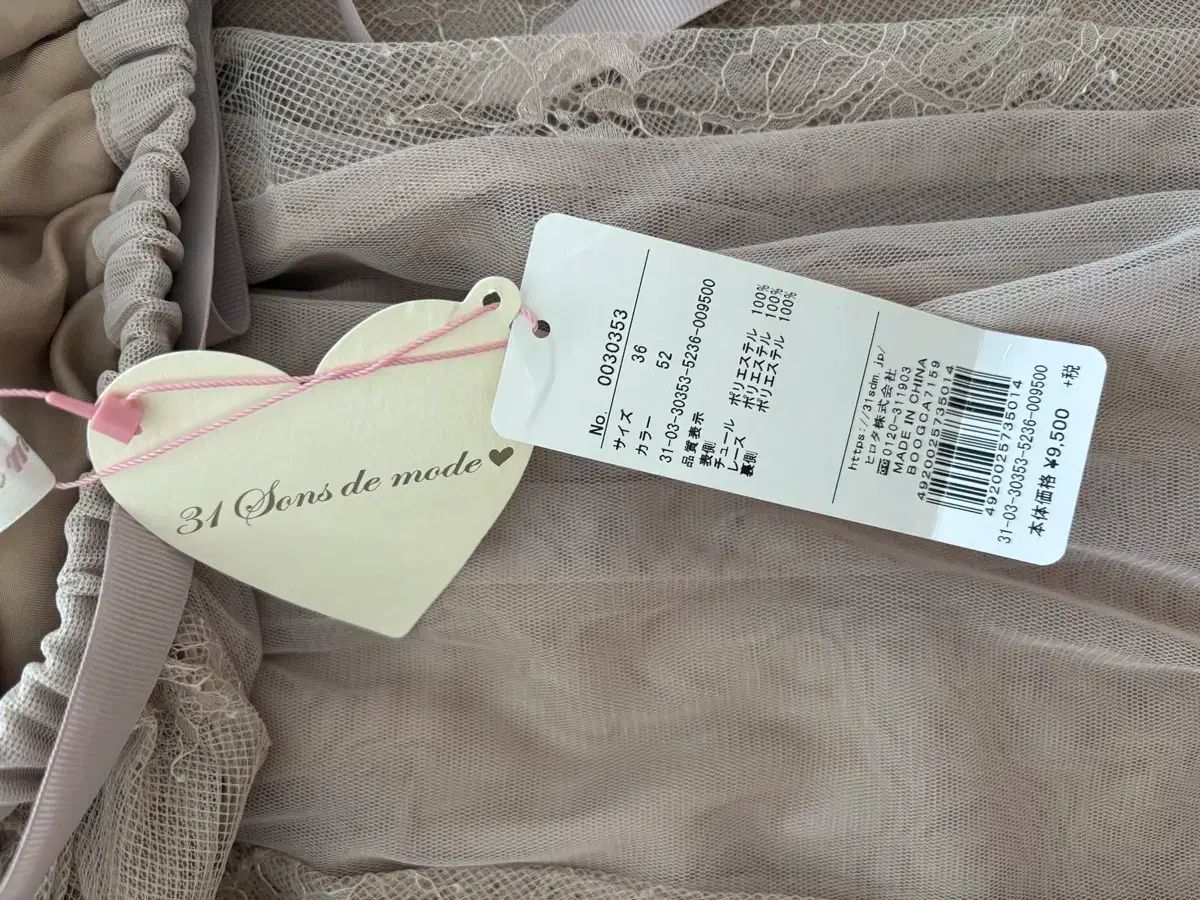 31 Sons de mode♥
No. 0030353
サイズ 36
カラー 52
31-03-30353-5236-009500
品質表示
表側
チュール ポリエステル 100%
レース ポリエステル 100%
裏側 ポリエステル 100%
https://31sdm.jp/
ヒロタ株式会社
0120-311903
MADE IN CHINA
BOOGGCA7159
4920025735014
4920025735014
31-03-30353-5236-009500
本体価格 ¥9,500 +税